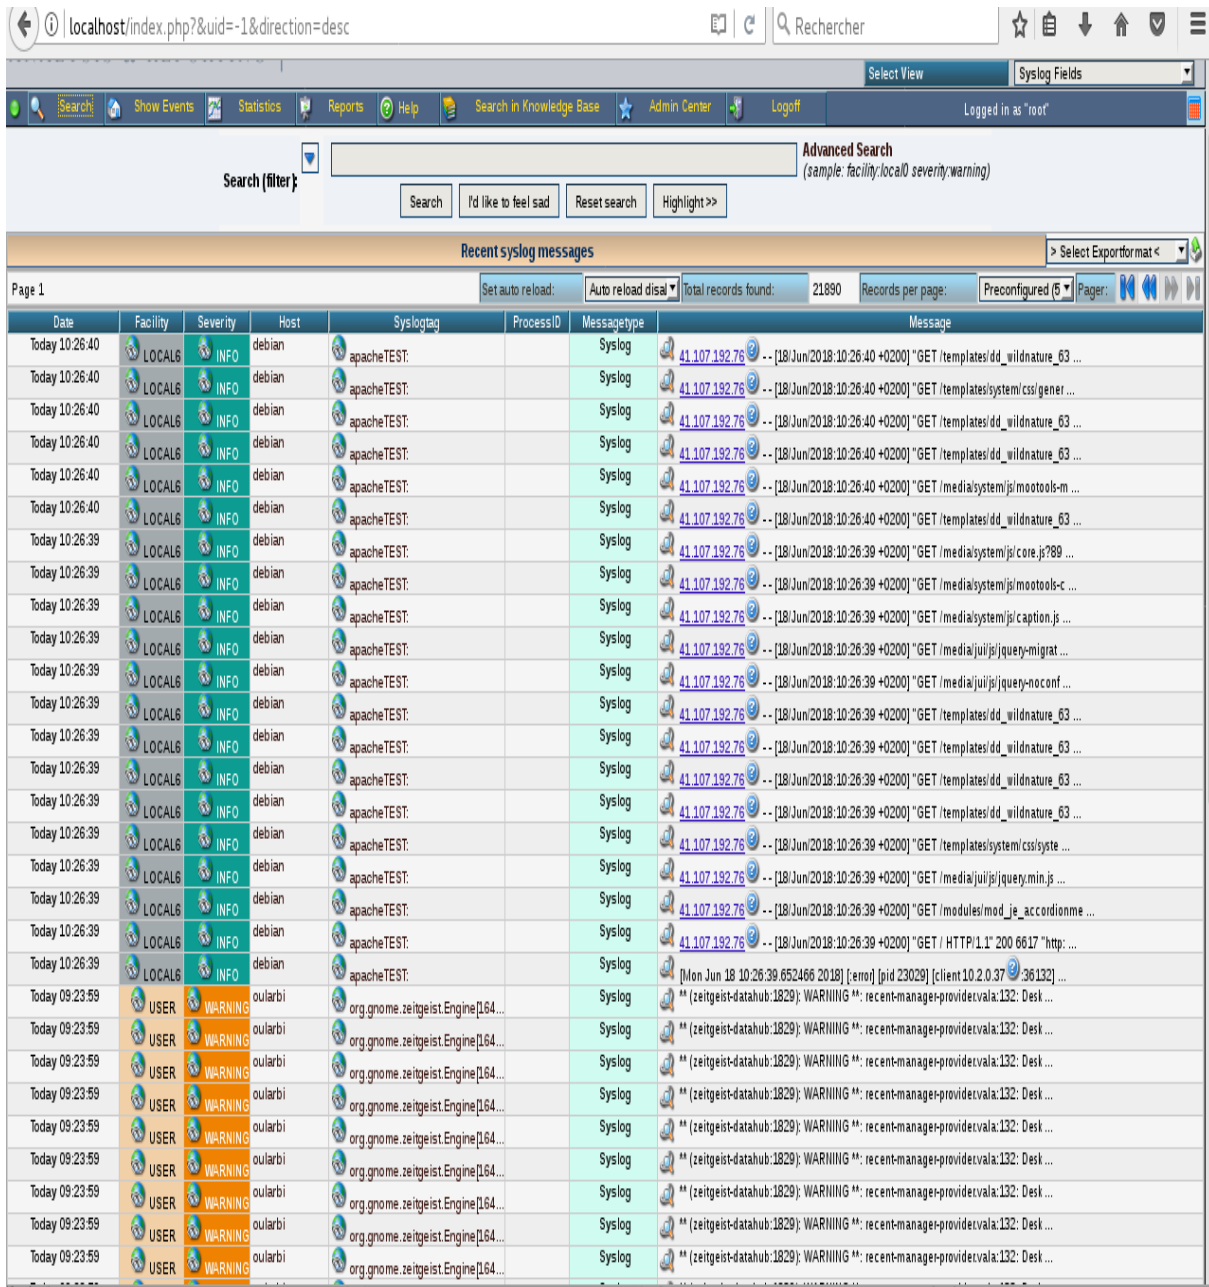 localhost/index.php?&uid=-1&direction=desc Rechercher
Select View Syslog Fields
Search Show Events Statistics Reports Help Search in Knowledge Base Admin Center Logoff Logged in as "root"
Advanced Search
Search (filter): (sample: facility:local0 severity:warning)
Search I'd like to feel sad Reset search Highlight >>
Recent syslog messages > Select Exportformat <
Page 1 Set auto reload: Auto reload disal Total records found: 21890 Records per page: Preconfigured (5 Pager:
Date Facility Severity Host Syslogtag ProcessID Messagetype Message
Today 10:26:40 LOCAL6 INFO debian apacheTEST: Syslog 41.107.192.76 - - [18/Jun/2018:10:26:40 +0200] "GET /templates/dd_wildnature_63 ...
Today 10:26:40 LOCAL6 INFO debian apacheTEST: Syslog 41.107.192.76 - - [18/Jun/2018:10:26:40 +0200] "GET /templates/system/css/gener ...
Today 10:26:40 LOCAL6 INFO debian apacheTEST: Syslog 41.107.192.76 - - [18/Jun/2018:10:26:40 +0200] "GET /templates/dd_wildnature_63 ...
Today 10:26:40 LOCAL6 INFO debian apacheTEST: Syslog 41.107.192.76 - - [18/Jun/2018:10:26:40 +0200] "GET /templates/dd_wildnature_63 ...
Today 10:26:40 LOCAL6 INFO debian apacheTEST: Syslog 41.107.192.76 - - [18/Jun/2018:10:26:40 +0200] "GET /media/system/js/mootools-m ...
Today 10:26:40 LOCAL6 INFO debian apacheTEST: Syslog 41.107.192.76 - - [18/Jun/2018:10:26:40 +0200] "GET /templates/dd_wildnature_63 ...
Today 10:26:39 LOCAL6 INFO debian apacheTEST: Syslog 41.107.192.76 - - [18/Jun/2018:10:26:39 +0200] "GET /media/system/js/core.js?89 ...
Today 10:26:39 LOCAL6 INFO debian apacheTEST: Syslog 41.107.192.76 - - [18/Jun/2018:10:26:39 +0200] "GET /media/system/js/mootools-c ...
Today 10:26:39 LOCAL6 INFO debian apacheTEST: Syslog 41.107.192.76 - - [18/Jun/2018:10:26:39 +0200] "GET /media/system/js/caption.js ...
Today 10:26:39 LOCAL6 INFO debian apacheTEST: Syslog 41.107.192.76 - - [18/Jun/2018:10:26:39 +0200] "GET /media/jui/js/jquery-migrat ...
Today 10:26:39 LOCAL6 INFO debian apacheTEST: Syslog 41.107.192.76 - - [18/Jun/2018:10:26:39 +0200] "GET /media/jui/js/jquery-noconf ...
Today 10:26:39 LOCAL6 INFO debian apacheTEST: Syslog 41.107.192.76 - - [18/Jun/2018:10:26:39 +0200] "GET /templates/dd_wildnature_63 ...
Today 10:26:39 LOCAL6 INFO debian apacheTEST: Syslog 41.107.192.76 - - [18/Jun/2018:10:26:39 +0200] "GET /templates/dd_wildnature_63 ...
Today 10:26:39 LOCAL6 INFO debian apacheTEST: Syslog 41.107.192.76 - - [18/Jun/2018:10:26:39 +0200] "GET /templates/dd_wildnature_63 ...
Today 10:26:39 LOCAL6 INFO debian apacheTEST: Syslog 41.107.192.76 - - [18/Jun/2018:10:26:39 +0200] "GET /templates/dd_wildnature_63 ...
Today 10:26:39 LOCAL6 INFO debian apacheTEST: Syslog 41.107.192.76 - - [18/Jun/2018:10:26:39 +0200] "GET /templates/system/css/syste ...
Today 10:26:39 LOCAL6 INFO debian apacheTEST: Syslog 41.107.192.76 - - [18/Jun/2018:10:26:39 +0200] "GET /media/jui/js/jquery.min.js ...
Today 10:26:39 LOCAL6 INFO debian apacheTEST: Syslog 41.107.192.76 - - [18/Jun/2018:10:26:39 +0200] "GET /modules/mod_je_accordionme ...
Today 10:26:39 LOCAL6 INFO debian apacheTEST: Syslog 41.107.192.76 - - [18/Jun/2018:10:26:39 +0200] "GET / HTTP/1.1" 200 6617 "http: ...
Today 10:26:39 LOCAL6 INFO debian apacheTEST: Syslog [Mon Jun 18 10:26:39.652466 2018] [:error] [pid 23029] [client 10.2.0.37 :36132] ...
Today 09:23:59 USER WARNING oularbi org.gnome.zeitgeist.Engine[164... Syslog ** (zeitgeist-datahub:1829): WARNING **: recent-manager-provider.vala:132: Desk ...
Today 09:23:59 USER WARNING oularbi org.gnome.zeitgeist.Engine[164... Syslog ** (zeitgeist-datahub:1829): WARNING **: recent-manager-provider.vala:132: Desk ...
Today 09:23:59 USER WARNING oularbi org.gnome.zeitgeist.Engine[164... Syslog ** (zeitgeist-datahub:1829): WARNING **: recent-manager-provider.vala:132: Desk ...
Today 09:23:59 USER WARNING oularbi org.gnome.zeitgeist.Engine[164... Syslog ** (zeitgeist-datahub:1829): WARNING **: recent-manager-provider.vala:132: Desk ...
Today 09:23:59 USER WARNING oularbi org.gnome.zeitgeist.Engine[164... Syslog ** (zeitgeist-datahub:1829): WARNING **: recent-manager-provider.vala:132: Desk ...
Today 09:23:59 USER WARNING oularbi org.gnome.zeitgeist.Engine[164... Syslog ** (zeitgeist-datahub:1829): WARNING **: recent-manager-provider.vala:132: Desk ...
Today 09:23:59 USER WARNING oularbi org.gnome.zeitgeist.Engine[164... Syslog ** (zeitgeist-datahub:1829): WARNING **: recent-manager-provider.vala:132: Desk ...
Today 09:23:59 USER WARNING oularbi org.gnome.zeitgeist.Engine[164... Syslog ** (zeitgeist-datahub:1829): WARNING **: recent-manager-provider.vala:132: Desk ...
Today 09:23:59 USER WARNING oularbi org.gnome.zeitgeist.Engine[164... Syslog ** (zeitgeist-datahub:1829): WARNING **: recent-manager-provider.vala:132: Desk ...